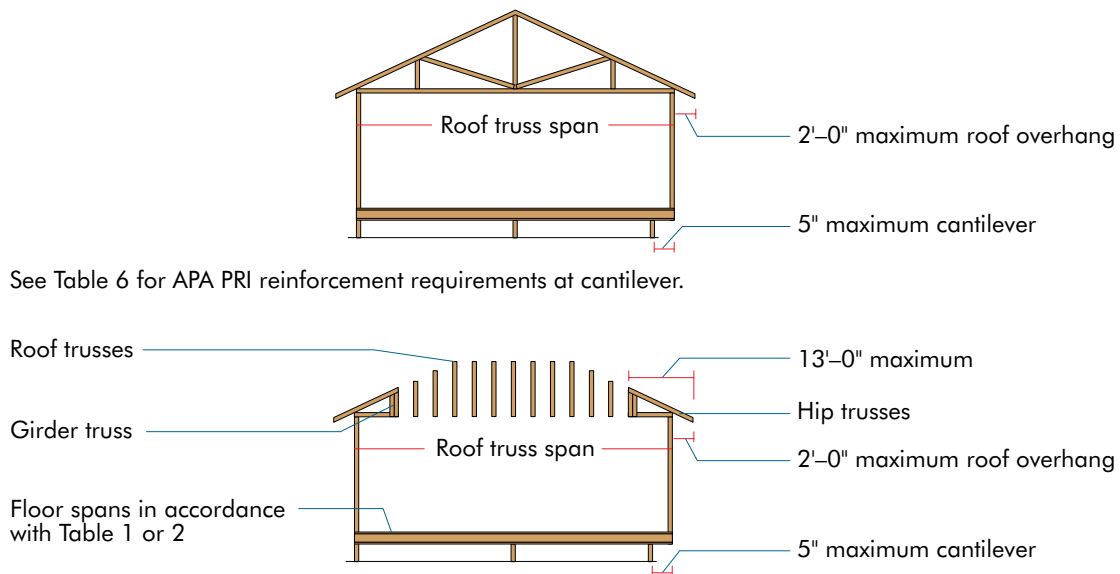 Roof truss span
2'–0" maximum roof overhang
5" maximum cantilever
See Table 6 for APA PRI reinforcement requirements at cantilever.
Roof trusses
13'–0" maximum
Hip trusses
Girder truss
Roof truss span
2'–0" maximum roof overhang
Floor spans in accordance
with Table 1 or 2
5" maximum cantilever